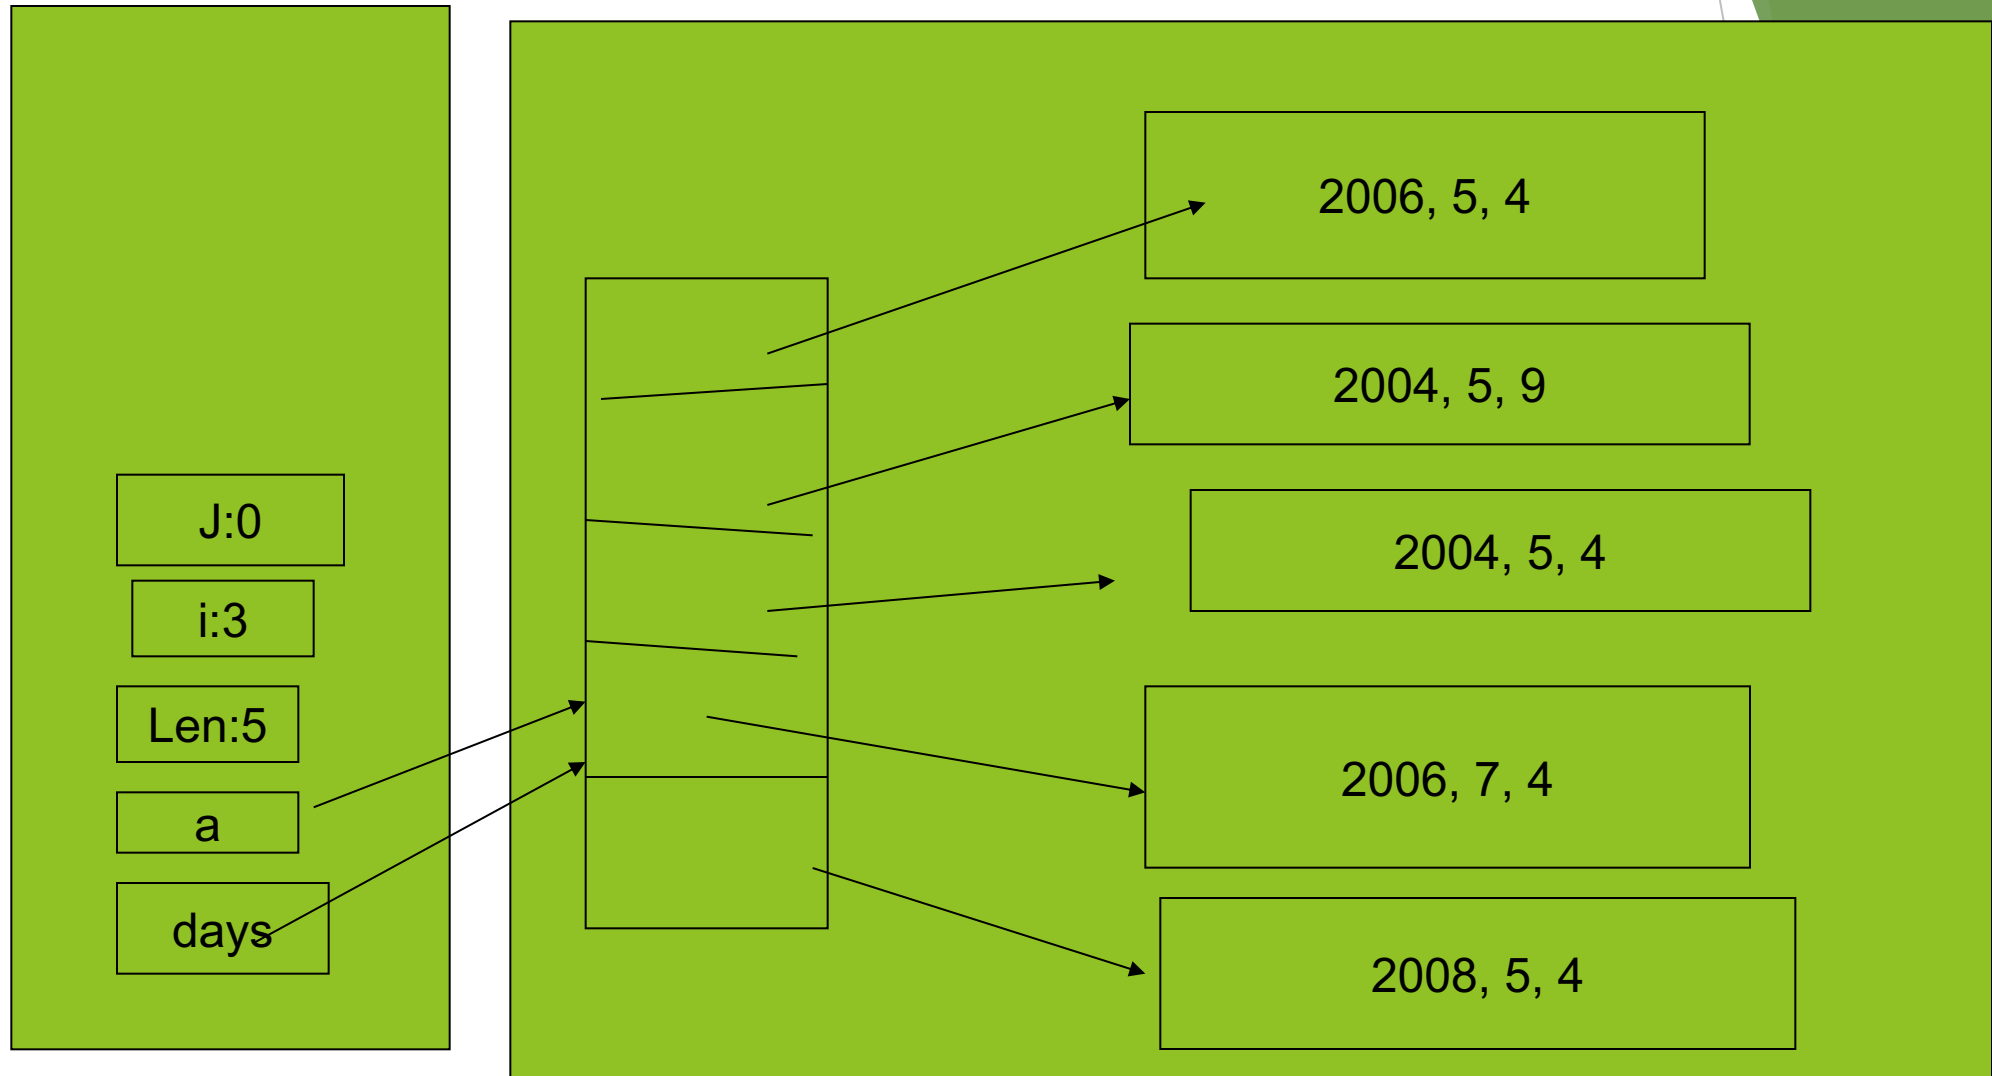 J:0
i:3
Len:5
a
days
2006, 5, 4
2004, 5, 9
2004, 5, 4
2006, 7, 4
2008, 5, 4